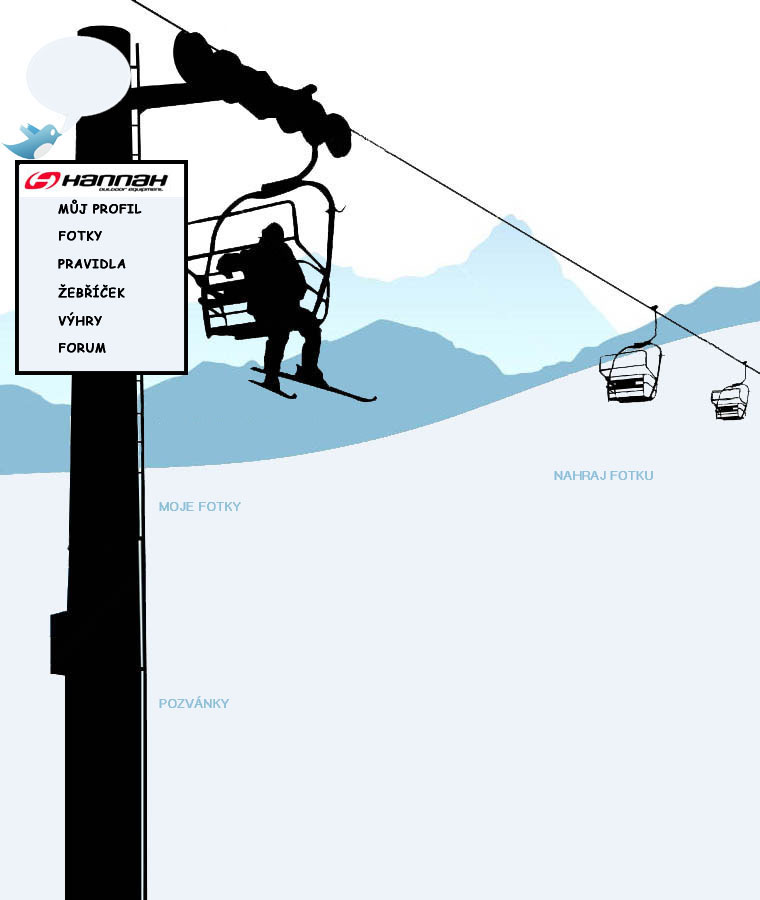 HANNAH
OUTDOOR EQUIPMENT.
MŮJ PROFIL
FOTKY
PRAVIDLA
ŽEBŘÍČEK
VÝHRY
FORUM
NAHRAJ FOTKU
MOJE FOTKY
POZVÁNKY